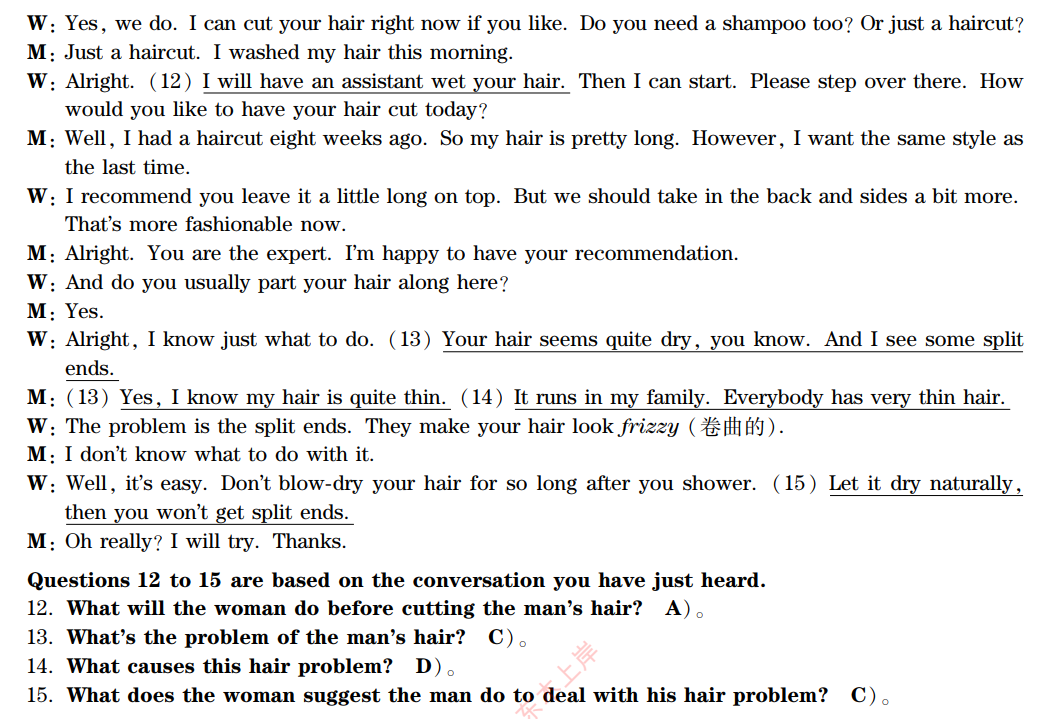 W: Yes, we do. I can cut your hair right now if you like. Do you need a shampoo too? Or just a haircut?
M: Just a haircut. I washed my hair this morning.
W: Alright. (12) I will have an assistant wet your hair. Then I can start. Please step over there. How
would you like to have your hair cut today?
M: Well, I had a haircut eight weeks ago. So my hair is pretty long. However, I want the same style as
the last time.
W: I recommend you leave it a little long on top. But we should take in the back and sides a bit more.
That's more fashionable now.
M: Alright. You are the expert. I'm happy to have your recommendation.
W: And do you usually part your hair along here?
M: Yes.
W: Alright, I know just what to do. (13) Your hair seems quite dry, you know. And I see some split
ends.
M: (13) Yes, I know my hair is quite thin. (14) It runs in my family. Everybody has very thin hair.
W: The problem is the split ends. They make your hair look frizzy (卷曲的).
M: I don't know what to do with it.
W: Well, it's easy. Don't blow-dry your hair for so long after you shower. (15) Let it dry naturally,
then you won't get split ends.
M: Oh really? I will try. Thanks.
Questions 12 to 15 are based on the conversation you have just heard.
12. What will the woman do before cutting the man's hair? A)。
13. What's the problem of the man's hair? C)。
14. What causes this hair problem? D)。
15. What does the woman suggest the man do to deal with his hair problem? C)。
上岸